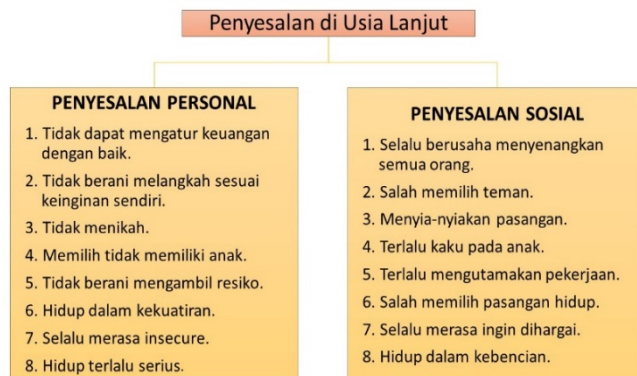 Penyesalan di Usia Lanjut
PENYESALAN PERSONAL
1. Tidak dapat mengatur keuangan
dengan baik.
2. Tidak berani melangkah sesuai
keinginan sendiri.
3. Tidak menikah.
4. Memilih tidak memiliki anak.
5. Tidak berani mengambil resiko.
6. Hidup dalam kekuatiran.
7. Selalu merasa insecure.
8. Hidup terlalu serius.
PENYESALAN SOSIAL
1. Selalu berusaha menyenangkan
semua orang.
2. Salah memilih teman.
3. Menyia-nyiakan pasangan.
4. Terlalu kaku pada anak.
5. Terlalu mengutamakan pekerjaan.
6. Salah memilih pasangan hidup.
7. Selalu merasa ingin dihargai.
8. Hidup dalam kebencian.